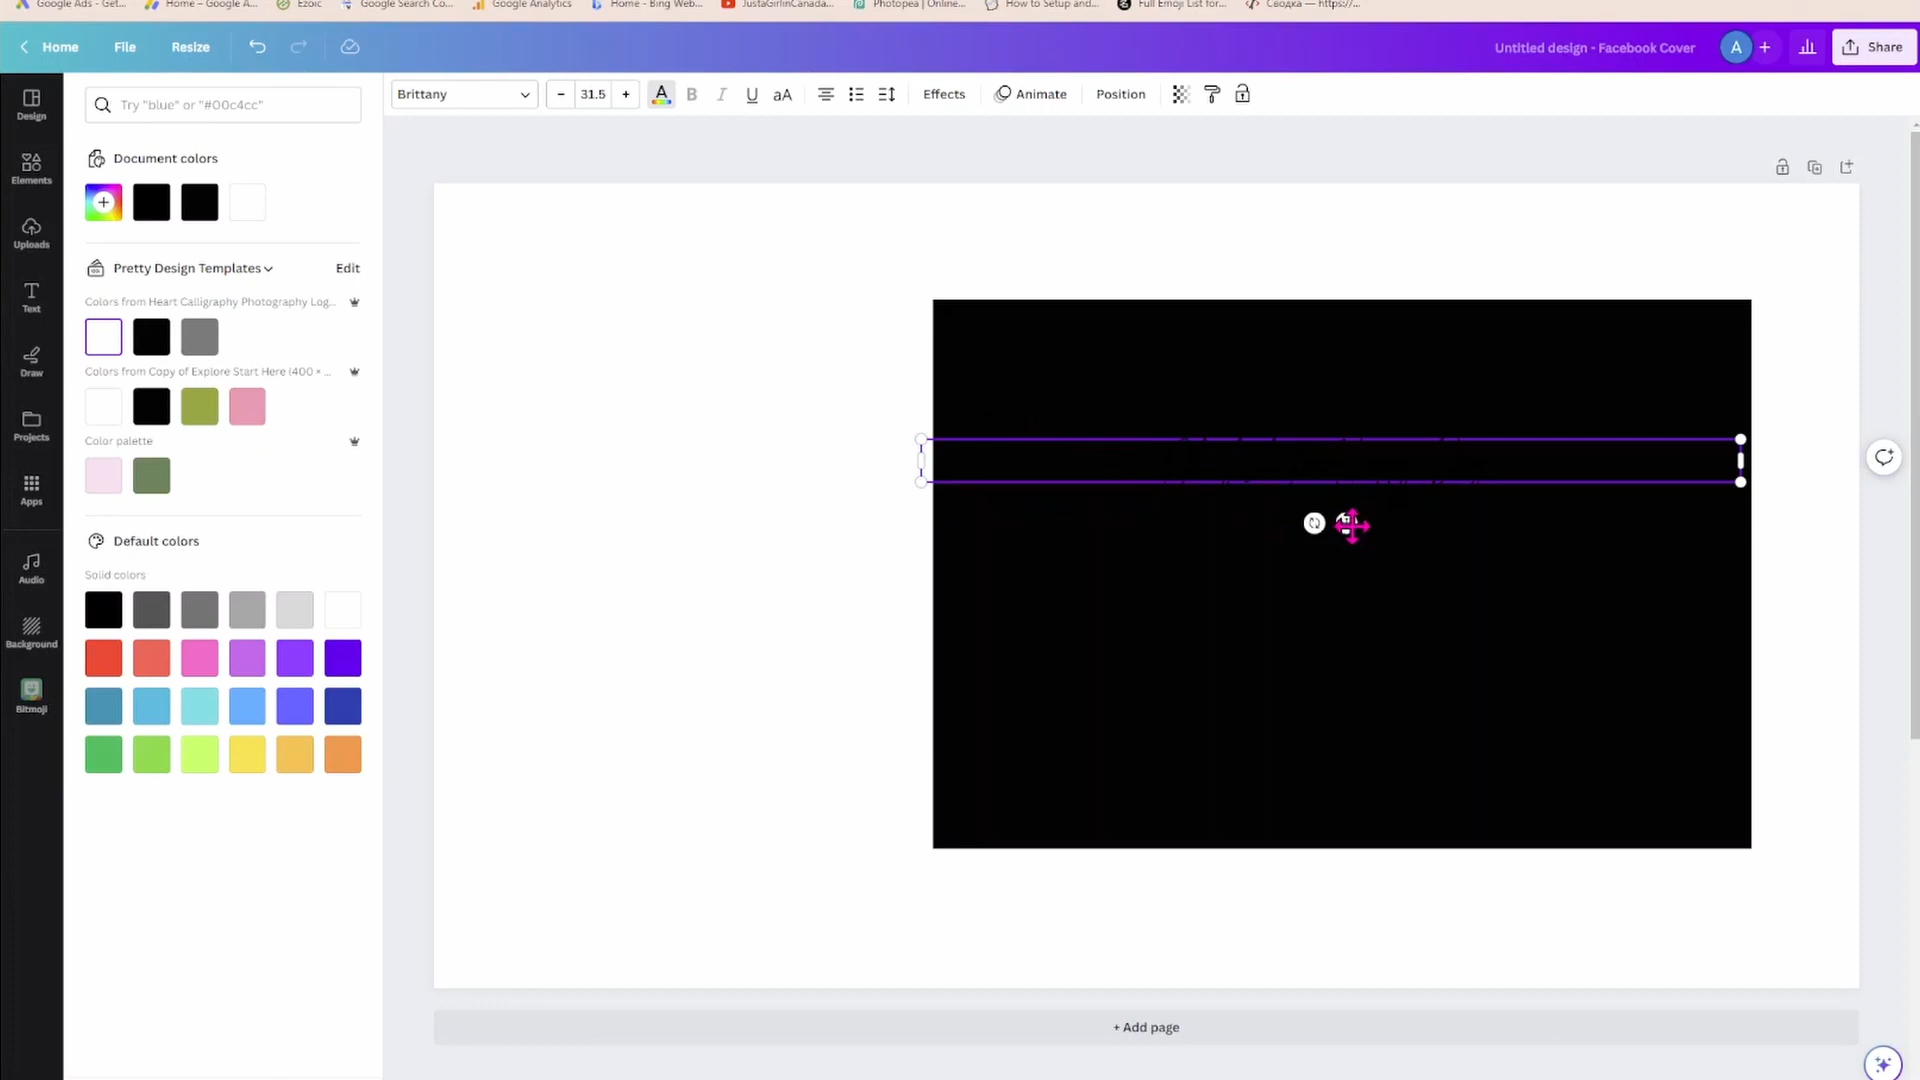 Google Ads - Get...
Home – Google A...
Ezoic
Google Search Co...
Google Analytics
Home - Bing Web...
JustaGirlinCanada...
Photopea | Online...
How to Setup and...
Full Emoji List for...
Сводка — https://...
Home
File
Resize
Untitled design - Facebook Cover
A
+
Share
Design
Elements
Uploads
Text
Draw
Projects
Apps
Audio
Background
Bitmoji
Try "blue" or "#00c4cc"
Document colors
Pretty Design Templates
Edit
Colors from Heart Calligraphy Photography Log...
Colors from Copy of Explore Start Here (400 × ...
Color palette
Default colors
Solid colors
Brittany
–
31.5
+
A
B
I
U
aA
Effects
Animate
Position
+ Add page